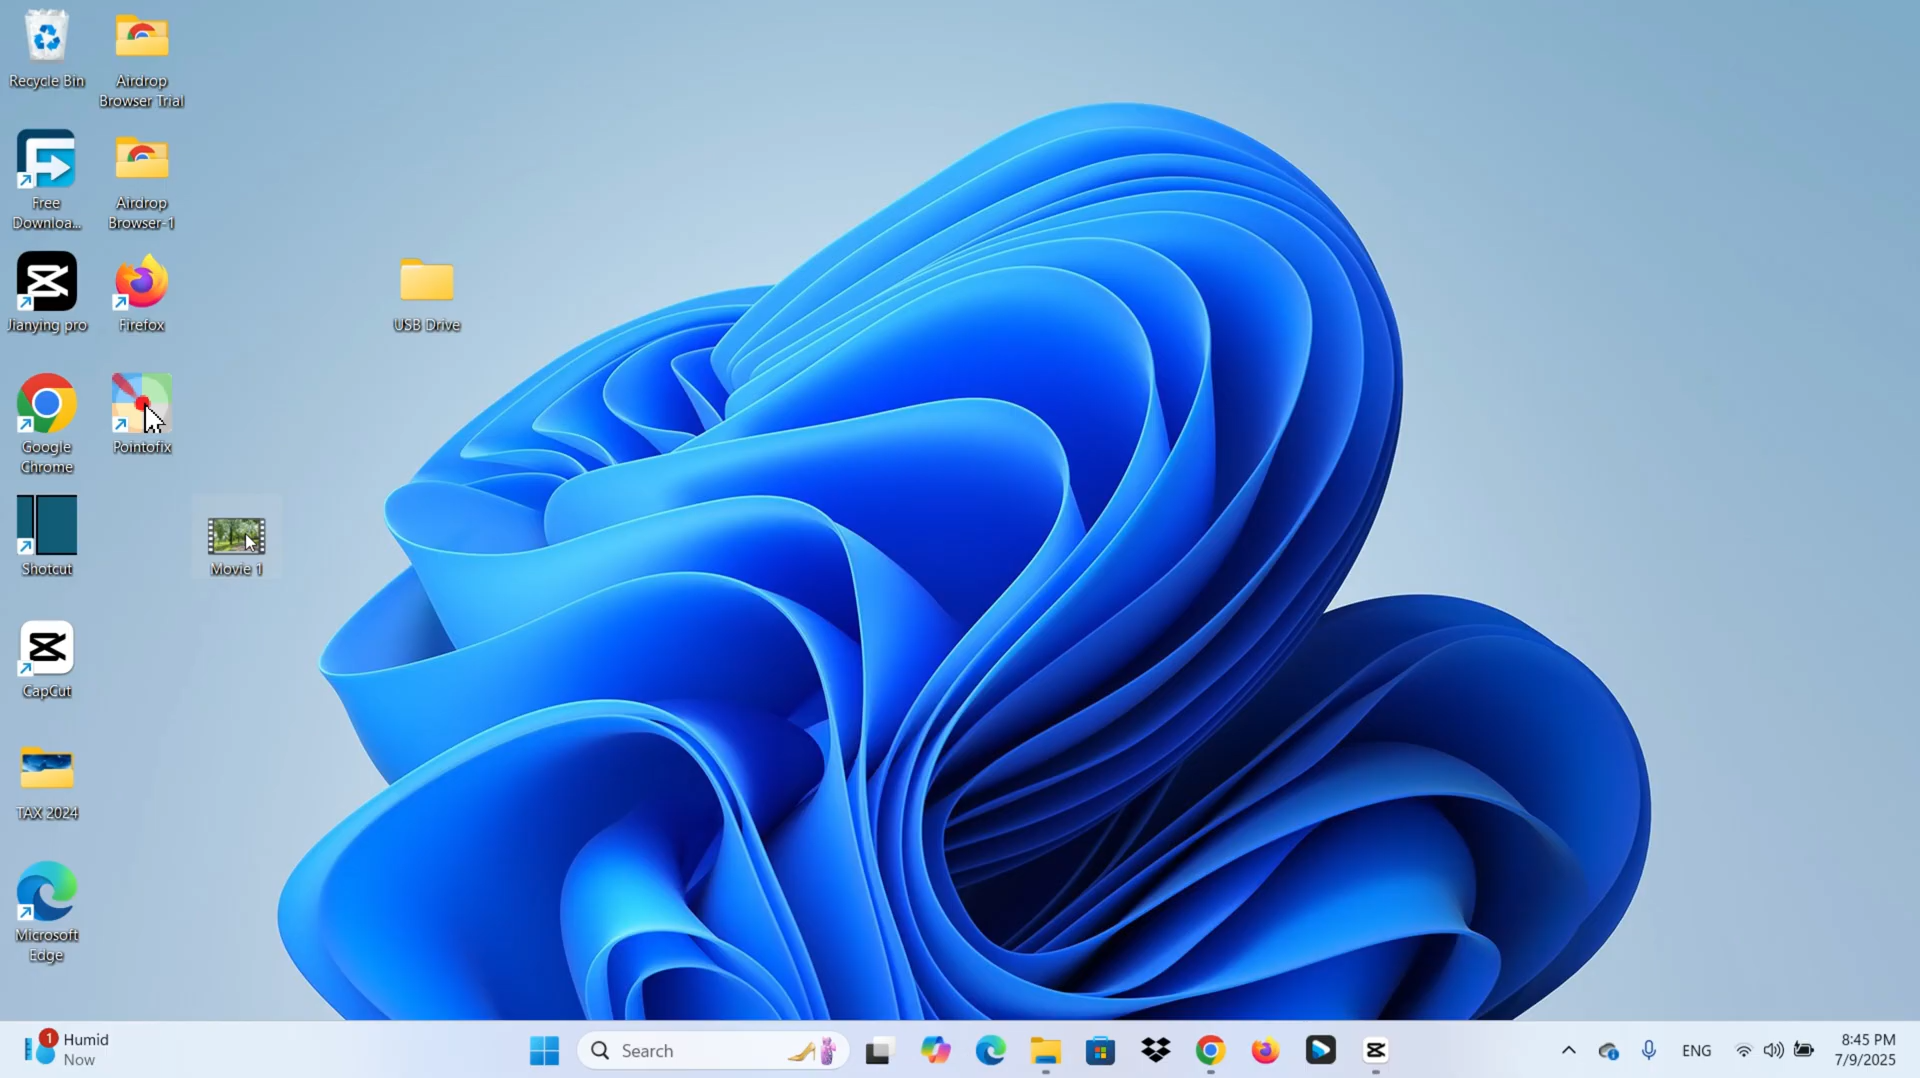 Recycle Bin
Airdrop
Browser Trial
Free
Downloa...
Airdrop
Browser-1
Jianying pro
Firefox
USB Drive
Google
Chrome
Pointofix
Shotcut
Movie 1
CapCut
TAX 2024
Microsoft
Edge
1
Humid
Now
Search
ENG
8:45 PM
7/9/2025